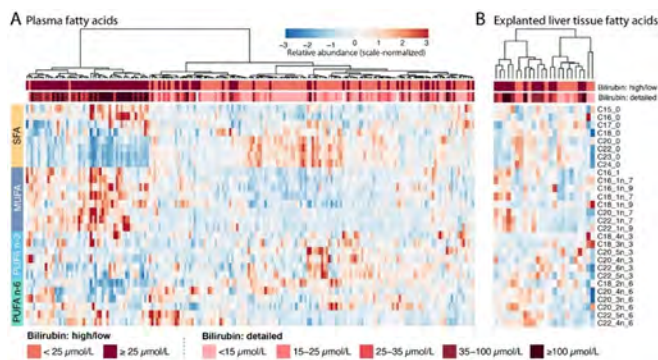 A Plasma fatty acids
-3 -2 -1 0 1 2 3
Relative abundance (scale-normalized)
B Explanted liver tissue fatty acids
Bilirubin: high/low
Bilirubin: detailed
SFA
MUFA
PUFA n-3
PUFA n-6
C15_0
C16_0
C17_0
C18_0
C20_0
C22_0
C23_0
C24_0
C16_1
C16_1n_7
C16_1n_9
C18_1n_7
C18_1n_9
C20_1n_7
C22_1n_7
C22_1n_9
C18_4n_3
C18_3n_3
C20_5n_3
C20_4n_3
C22_6n_3
C22_5n_3
C18_2n_6
C20_4n_6
C20_3n_6
C20_2n_6
C22_5n_6
C22_4n_6
Bilirubin: high/low
< 25 µmol/L
≥ 25 µmol/L
Bilirubin: detailed
<15 µmol/L
15–25 µmol/L
25–35 µmol/L
35–100 µmol/L
≥100 µmol/L